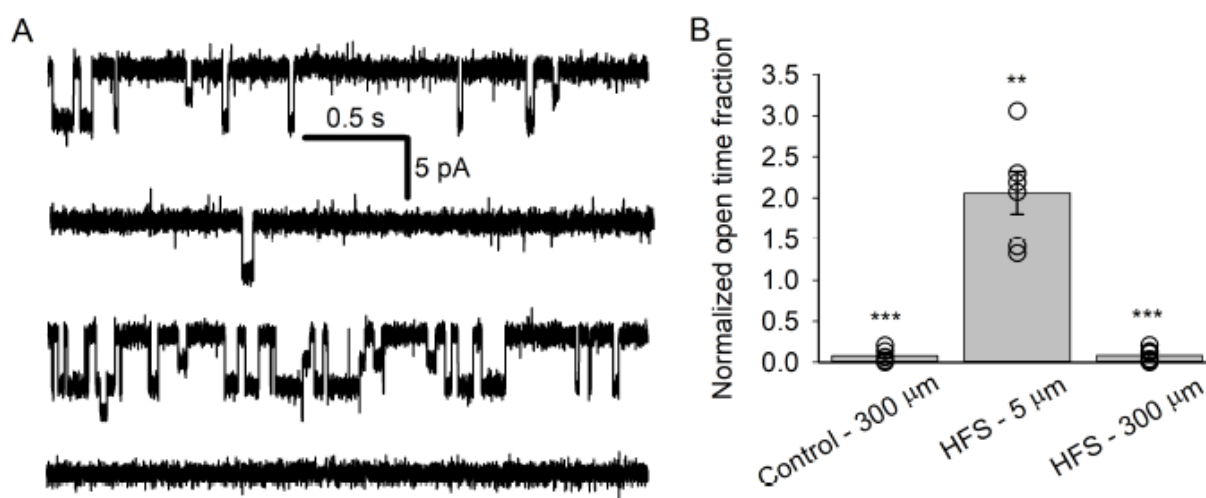 A
0.5 s
5 pA
B
Normalized open time fraction
3.5
3.0
2.5
2.0
1.5
1.0
0.5
0.0
***
**
***
Control - 300 μm
HFS - 5 μm
HFS - 300 μm